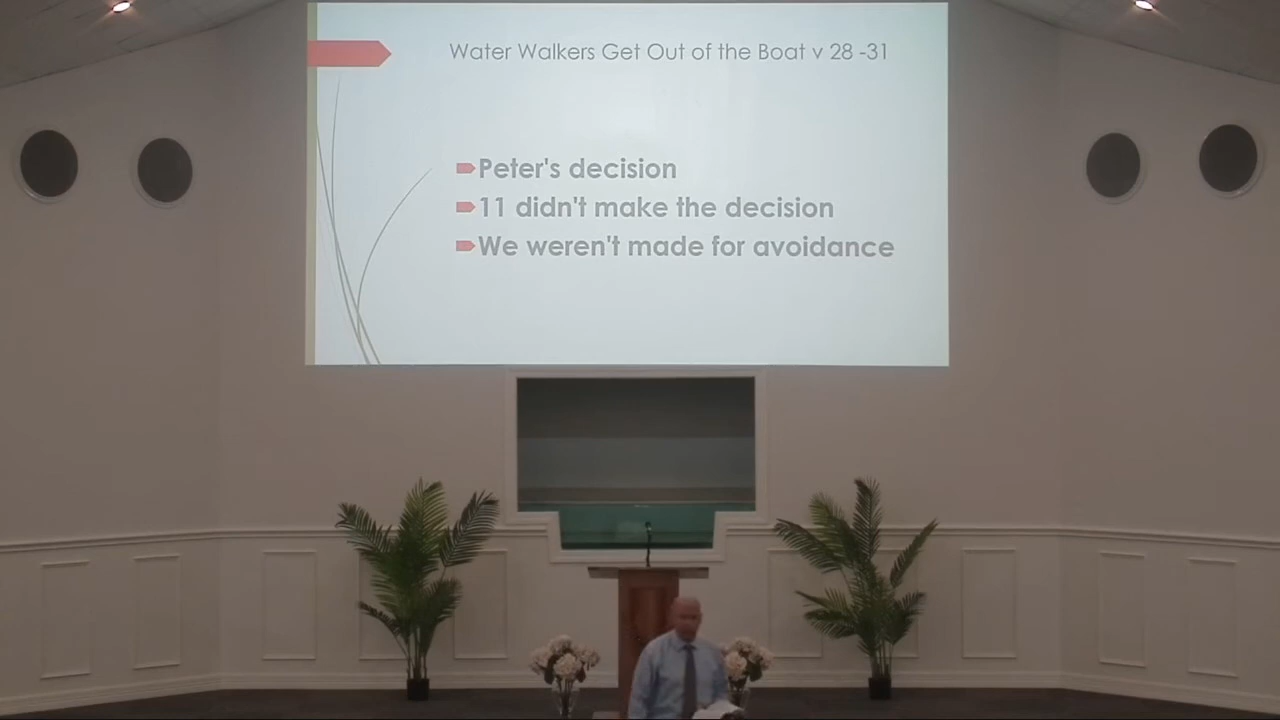 Water Walkers Get Out of the Boat v 28 -31
Peter's decision
11 didn't make the decision
We weren't made for avoidance